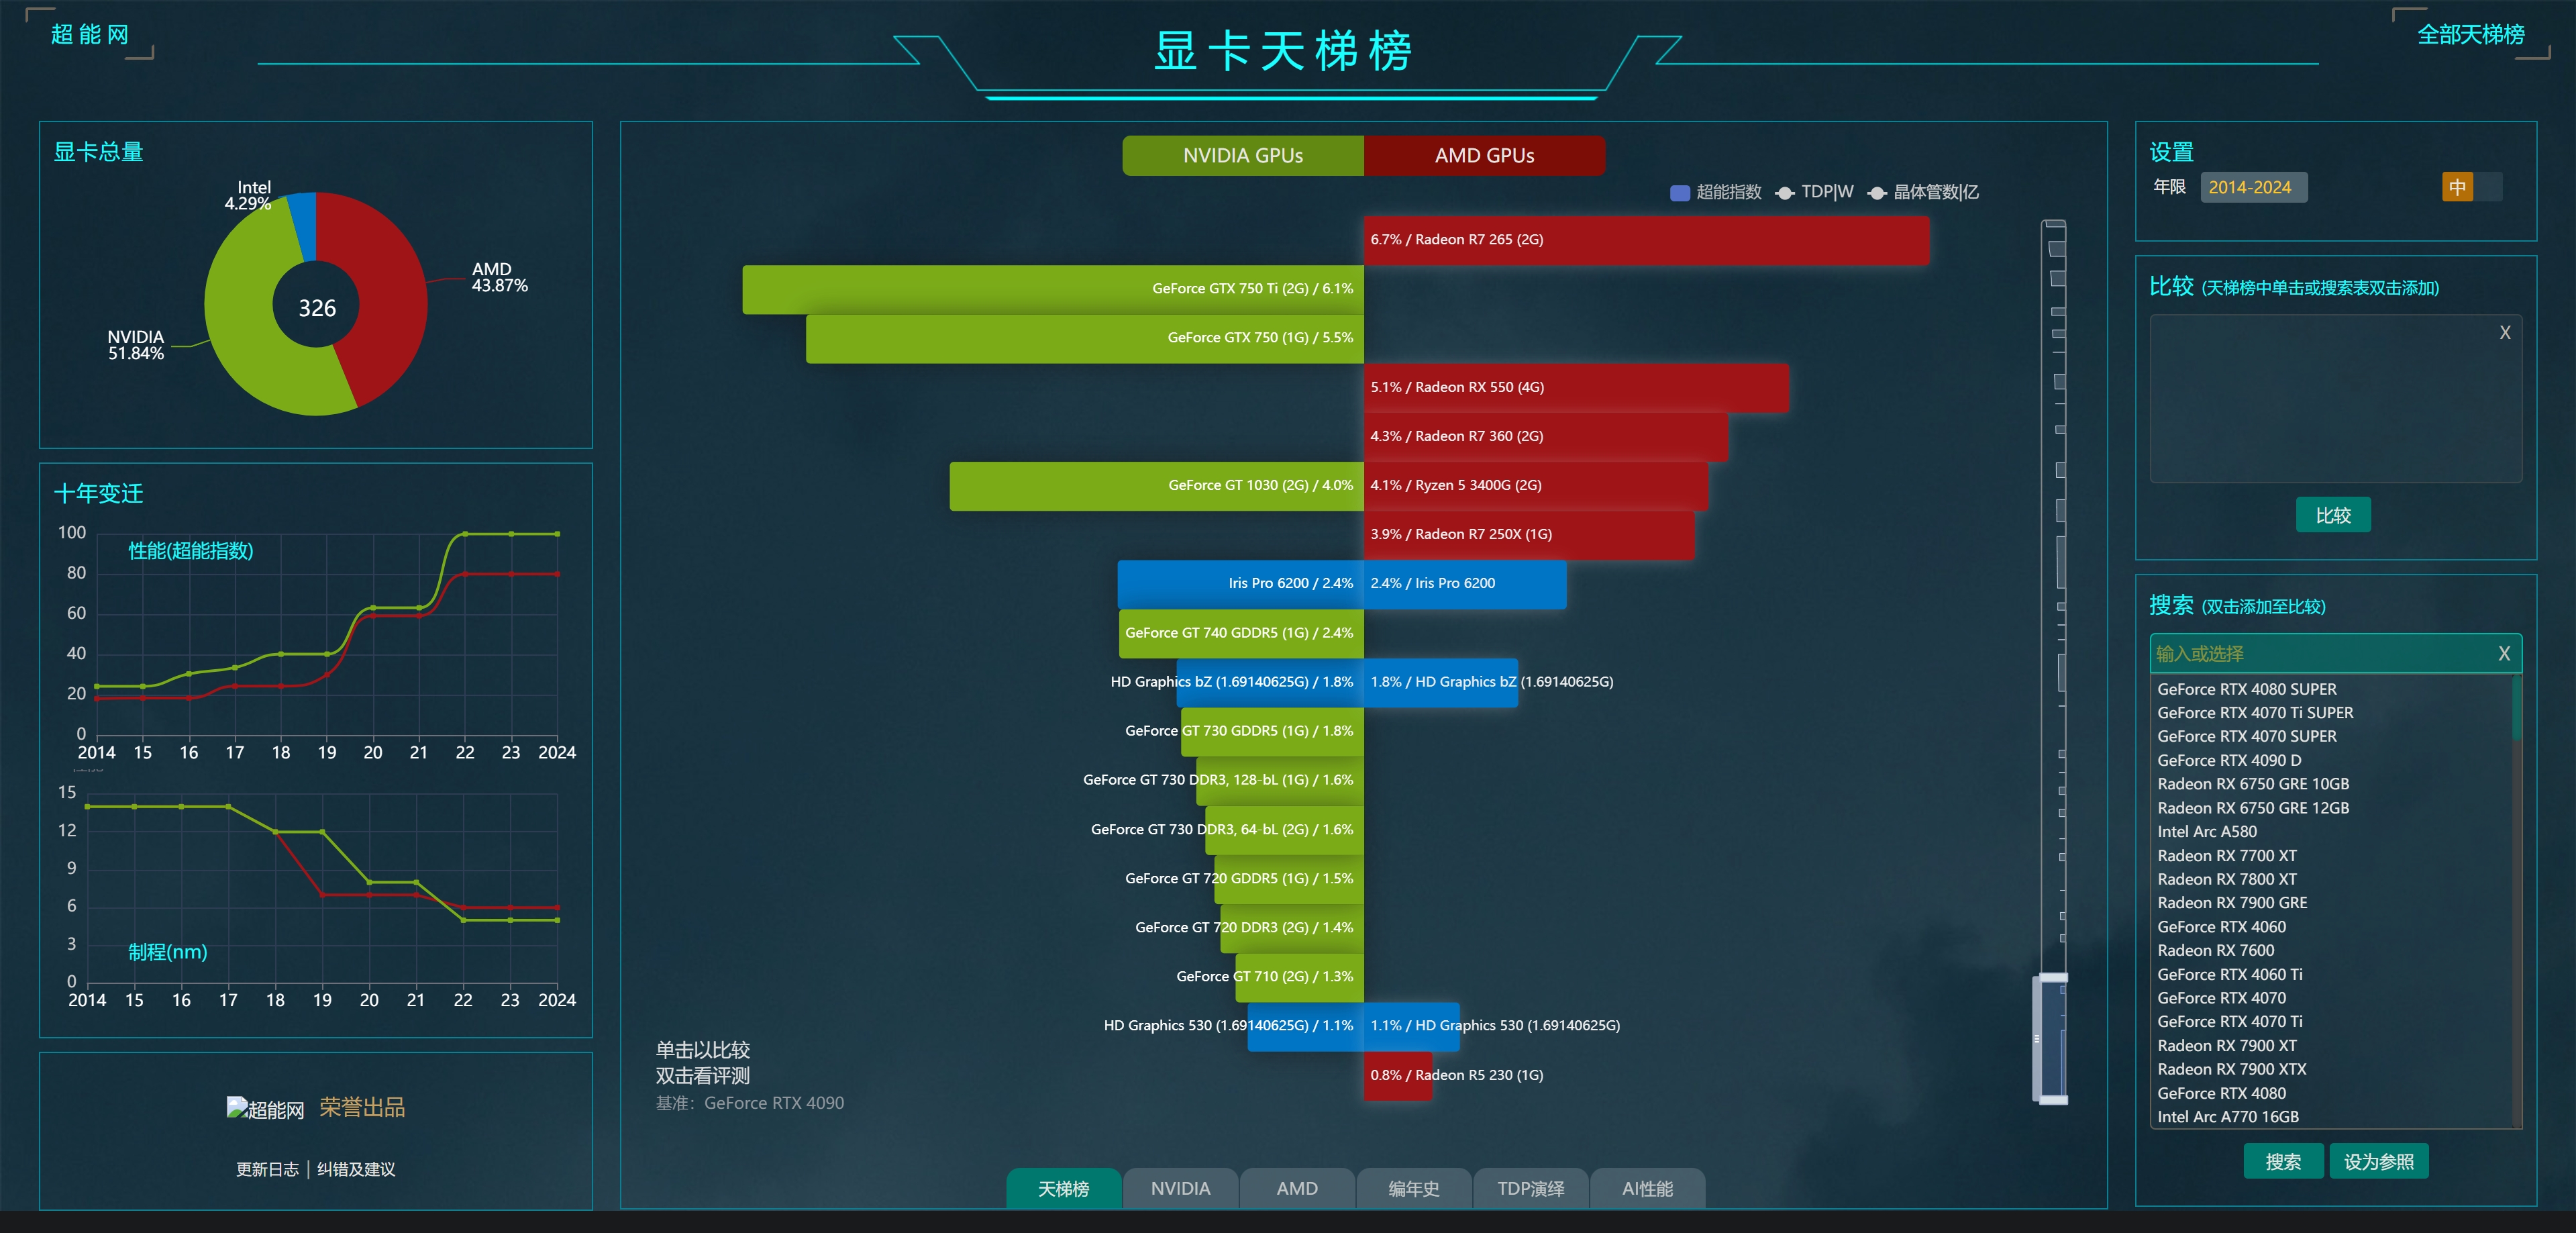 超能网
显卡天梯榜
全部天梯榜
显卡总量
Intel
4.29%
AMD
43.87%
326
NVIDIA
51.84%
十年变迁
性能(超能指数)
100
80
60
40
20
0
2014 15 16 17 18 19 20 21 22 23 2024
15
12
9
6
3
0
制程(nm)
2014 15 16 17 18 19 20 21 22 23 2024
超能网 荣誉出品
更新日志 | 纠错及建议
NVIDIA GPUs AMD GPUs
超能指数 TDP|W 晶体管数|亿
6.7% / Radeon R7 265 (2G)
GeForce GTX 750 Ti (2G) / 6.1%
GeForce GTX 750 (1G) / 5.5%
5.1% / Radeon RX 550 (4G)
4.3% / Radeon R7 360 (2G)
GeForce GT 1030 (2G) / 4.0% 4.1% / Ryzen 5 3400G (2G)
3.9% / Radeon R7 250X (1G)
Iris Pro 6200 / 2.4% 2.4% / Iris Pro 6200
GeForce GT 740 GDDR5 (1G) / 2.4%
HD Graphics bZ (1.69140625G) / 1.8% 1.8% / HD Graphics bZ (1.69140625G)
GeForce GT 730 GDDR5 (1G) / 1.8%
GeForce GT 730 DDR3, 128-bL (1G) / 1.6%
GeForce GT 730 DDR3, 64-bL (2G) / 1.6%
GeForce GT 720 GDDR5 (1G) / 1.5%
GeForce GT 720 DDR3 (2G) / 1.4%
GeForce GT 710 (2G) / 1.3%
HD Graphics 530 (1.69140625G) / 1.1% 1.1% / HD Graphics 530 (1.69140625G)
0.8% / Radeon R5 230 (1G)
单击以比较
双击看评测
基准：GeForce RTX 4090
天梯榜 NVIDIA AMD 编年史 TDP演绎 AI性能
设置
年限 2014-2024 中
比较 (天梯榜中单击或搜索表双击添加)
X
比较
搜索 (双击添加至比较)
输入或选择 X
GeForce RTX 4080 SUPER
GeForce RTX 4070 Ti SUPER
GeForce RTX 4070 SUPER
GeForce RTX 4090 D
Radeon RX 6750 GRE 10GB
Radeon RX 6750 GRE 12GB
Intel Arc A580
Radeon RX 7700 XT
Radeon RX 7800 XT
Radeon RX 7900 GRE
GeForce RTX 4060
Radeon RX 7600
GeForce RTX 4060 Ti
GeForce RTX 4070
GeForce RTX 4070 Ti
Radeon RX 7900 XT
Radeon RX 7900 XTX
GeForce RTX 4080
Intel Arc A770 16GB
搜索 设为参照